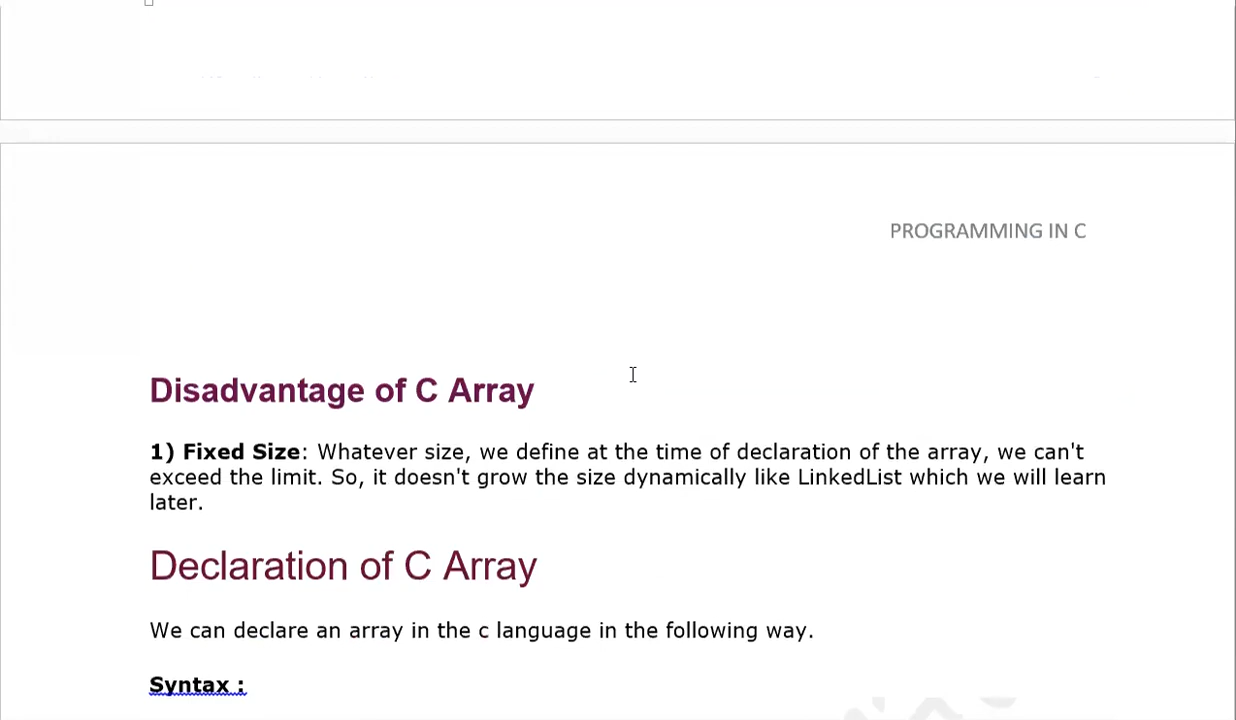 PROGRAMMING IN C
Disadvantage of C Array
1) Fixed Size: Whatever size, we define at the time of declaration of the array, we can't
exceed the limit. So, it doesn't grow the size dynamically like LinkedList which we will learn
later.
Declaration of C Array
We can declare an array in the c language in the following way.
Syntax :